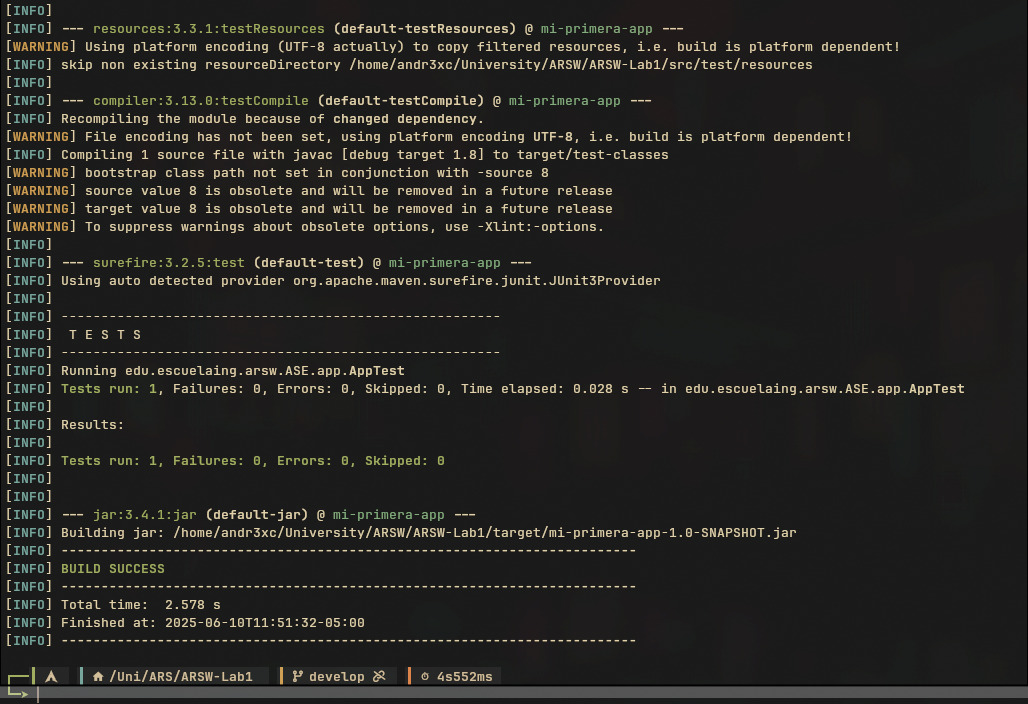 [INFO]
[INFO] --- resources:3.3.1:testResources (default-testResources) @ mi-primera-app ---
[WARNING] Using platform encoding (UTF-8 actually) to copy filtered resources, i.e. build is platform dependent!
[INFO] skip non existing resourceDirectory /home/andr3xc/University/ARSW/ARSW-Lab1/src/test/resources
[INFO]
[INFO] --- compiler:3.13.0:testCompile (default-testCompile) @ mi-primera-app ---
[INFO] Recompiling the module because of changed dependency.
[WARNING] File encoding has not been set, using platform encoding UTF-8, i.e. build is platform dependent!
[INFO] Compiling 1 source file with javac [debug target 1.8] to target/test-classes
[WARNING] bootstrap class path not set in conjunction with -source 8
[WARNING] source value 8 is obsolete and will be removed in a future release
[WARNING] target value 8 is obsolete and will be removed in a future release
[WARNING] To suppress warnings about obsolete options, use -Xlint:-options.
[INFO]
[INFO] --- surefire:3.2.5:test (default-test) @ mi-primera-app ---
[INFO] Using auto detected provider org.apache.maven.surefire.junit.JUnit3Provider
[INFO]
[INFO] -------------------------------------------------------
[INFO]  T E S T S
[INFO] -------------------------------------------------------
[INFO] Running edu.escuelaing.arsw.ASE.app.AppTest
[INFO] Tests run: 1, Failures: 0, Errors: 0, Skipped: 0, Time elapsed: 0.028 s -- in edu.escuelaing.arsw.ASE.app.AppTest
[INFO]
[INFO] Results:
[INFO]
[INFO] Tests run: 1, Failures: 0, Errors: 0, Skipped: 0
[INFO]
[INFO]
[INFO] --- jar:3.4.1:jar (default-jar) @ mi-primera-app ---
[INFO] Building jar: /home/andr3xc/University/ARSW/ARSW-Lab1/target/mi-primera-app-1.0-SNAPSHOT.jar
[INFO] ------------------------------------------------------------------------
[INFO] BUILD SUCCESS
[INFO] ------------------------------------------------------------------------
[INFO] Total time:  2.578 s
[INFO] Finished at: 2025-06-10T11:51:32-05:00
[INFO] ------------------------------------------------------------------------
/Uni/ARS/ARSW-Lab1 develop 4s552ms